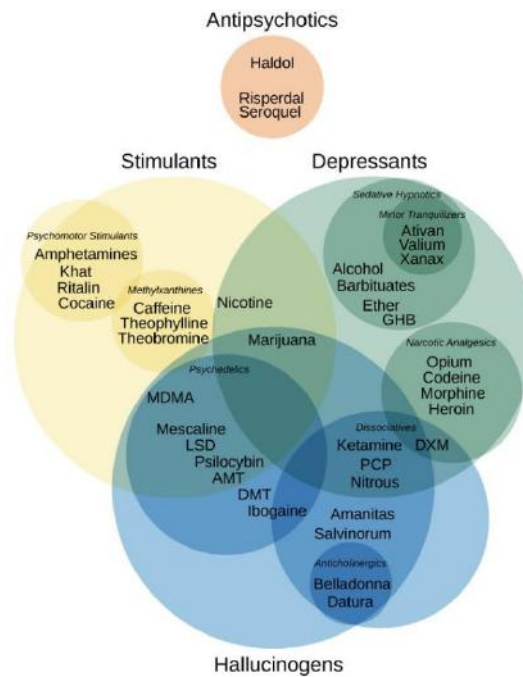 Antipsychotics
Haldol
Risperdal
Seroquel
Stimulants
Depressants
Psychomotor Stimulants
Amphetamines
Khat
Ritalin
Cocaine
Methylxanthines
Caffeine
Theophylline
Theobromine
Nicotine
Marijuana
Sedative Hypnotics
Minor Tranquilizers
Ativan
Valium
Xanax
Alcohol
Barbituates
Ether
GHB
Narcotic Analgesics
Opium
Codeine
Morphine
Heroin
Psychedelics
MDMA
Mescaline
LSD
Psilocybin
AMT
DMT
Ibogaine
Dissociatives
Ketamine
DXM
PCP
Nitrous
Amanitas
Salvinorum
Anticholinergics
Belladonna
Datura
Hallucinogens